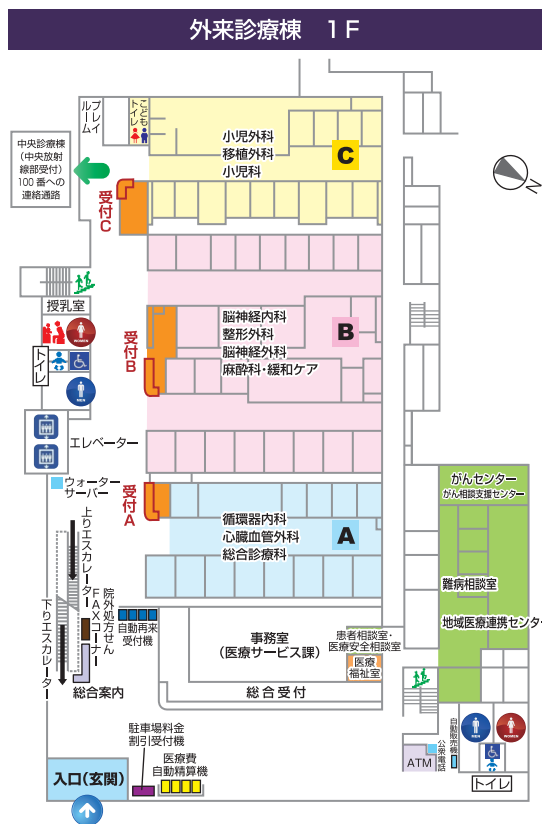 外来診療棟　1F
プレイ
ルーム
こども
トイレ
小児外科
移植外科
小児科
C
中央診療棟
（中央放射
線部受付）
100番への
連絡通路
受付C
N
授乳室
WOMEN
トイレ
MEN
脳神経内科
整形外科
脳神経外科
麻酔科・緩和ケア
B
受付B
エレベーター
ウォーター
サーバー
受付A
循環器内科
心臓血管外科
総合診療科
A
がんセンター
がん相談支援センター
難病相談室
地域医療連携センター
上りエスカレーター
下りエスカレーター
院外処方せん
FAXコーナー
自動再来
受付機
総合案内
事務室
（医療サービス課）
患者相談室・
医療安全相談室
医療
福祉室
総合受付
駐車場料金
割引受付機
医療費
自動精算機
入口（玄関）
ATM
公衆電話
自動販売機
MEN
WOMEN
トイレ